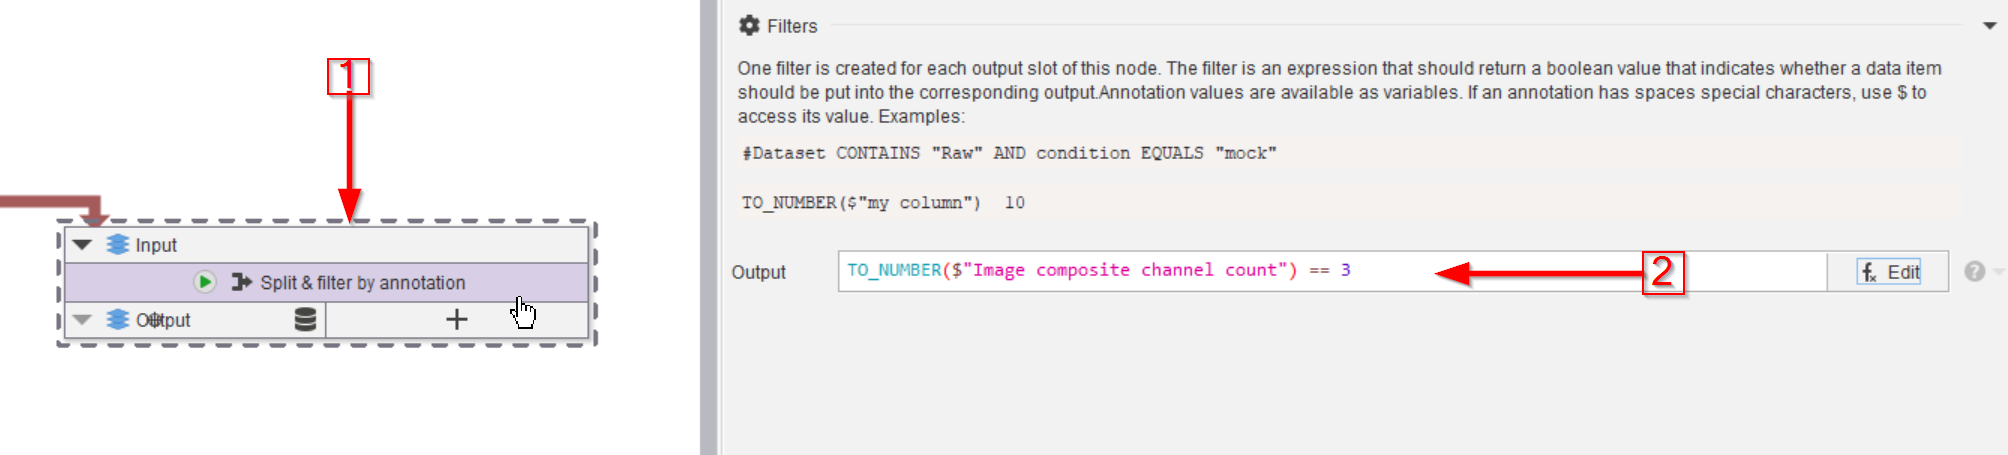 1
Input
Split & filter by annotation
Output
Filters
One filter is created for each output slot of this node. The filter is an expression that should return a boolean value that indicates whether a data item
should be put into the corresponding output.Annotation values are available as variables. If an annotation has spaces special characters, use $ to
access its value. Examples:
#Dataset CONTAINS "Raw" AND condition EQUALS "mock"
TO_NUMBER($"my column") 10
Output TO_NUMBER($"Image composite channel count") == 3 2 fx Edit ?